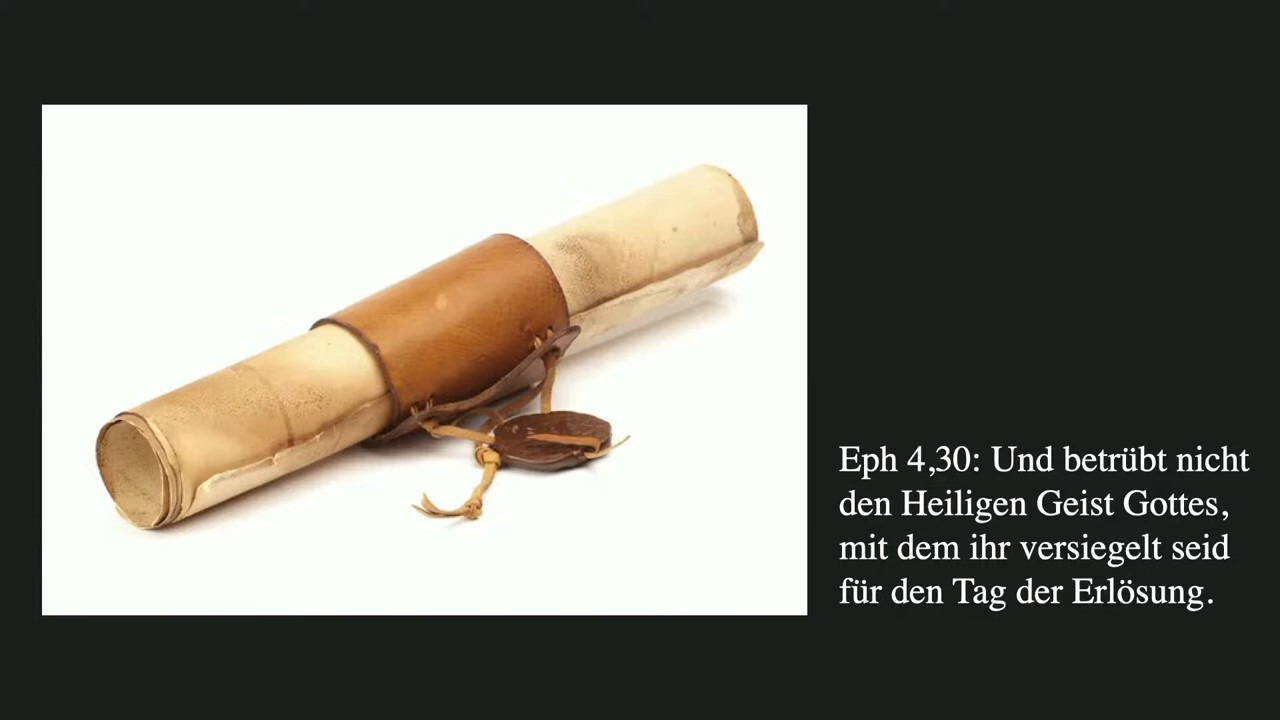 Eph 4,30: Und betrübt nicht
den Heiligen Geist Gottes,
mit dem ihr versiegelt seid
für den Tag der Erlösung.